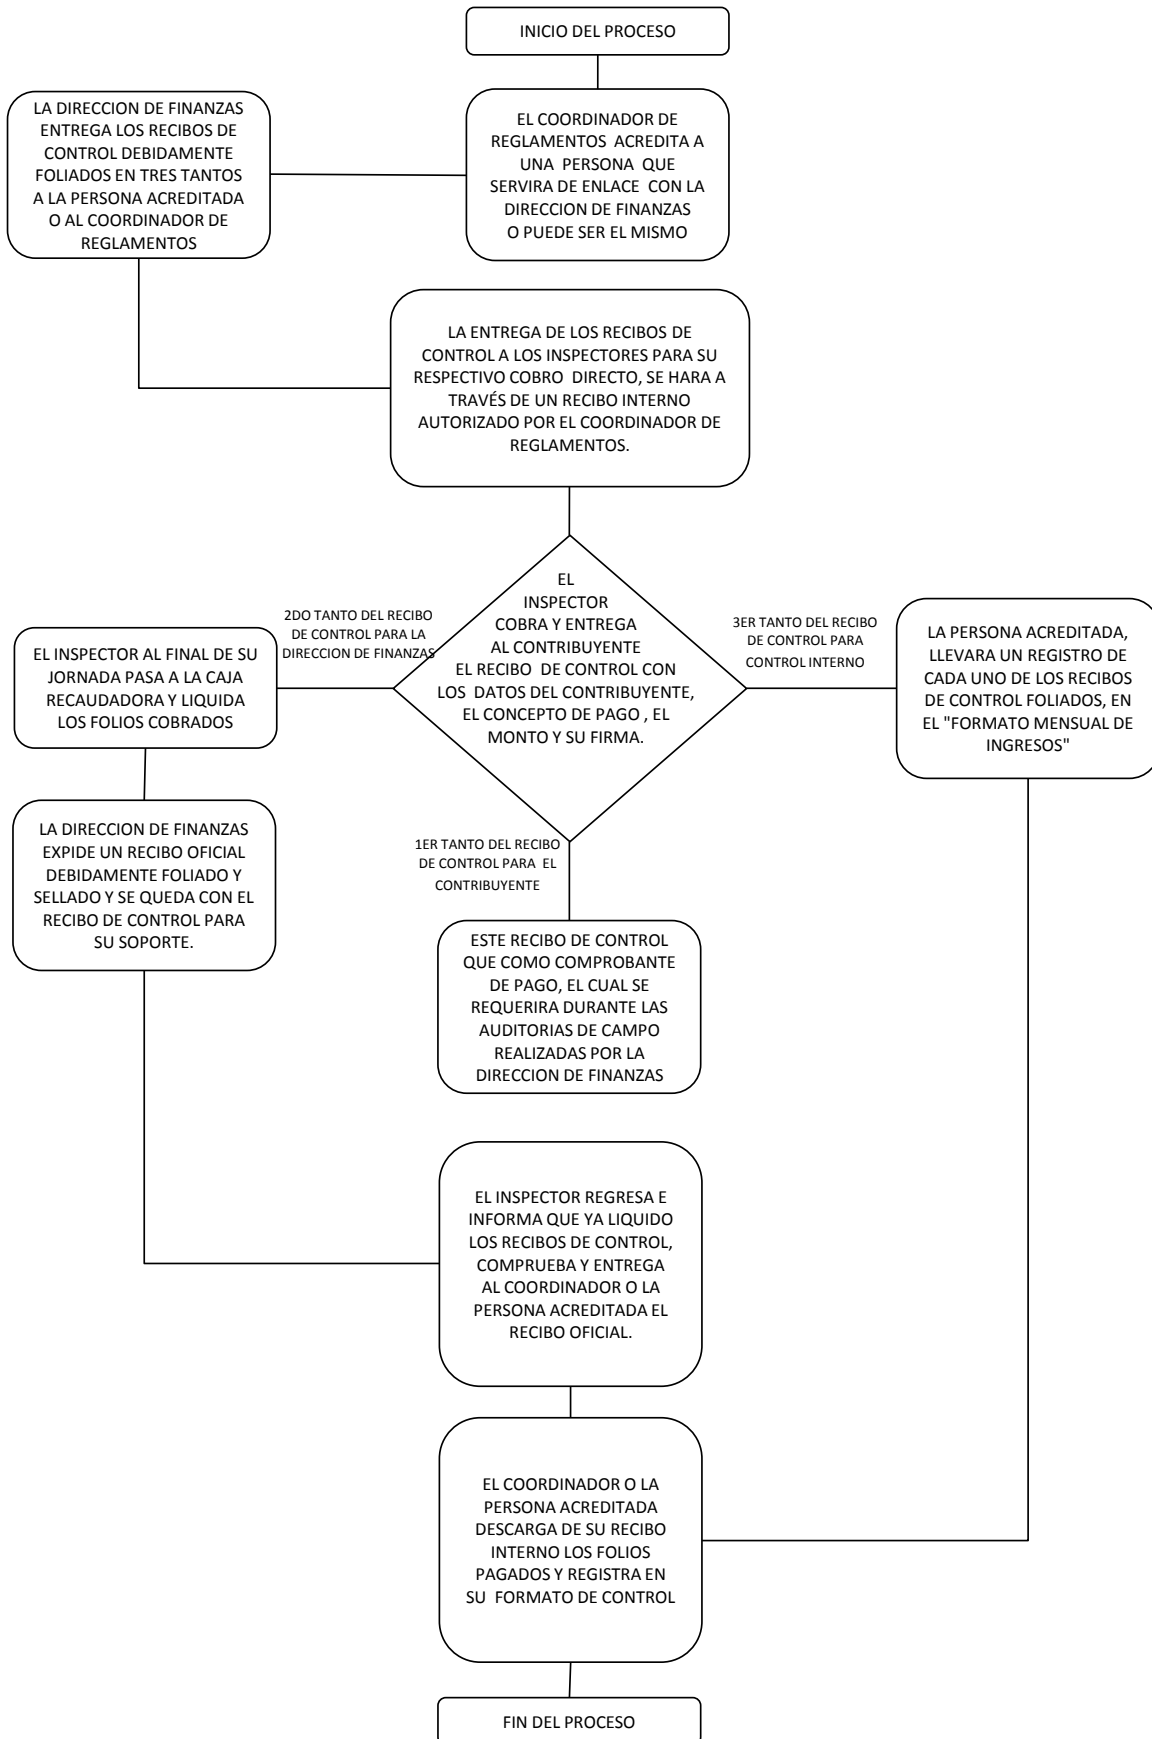 INICIO DEL PROCESO
EL COORDINADOR DE
REGLAMENTOS ACREDITA A
UNA PERSONA QUE
SERVIRA DE ENLACE CON LA
DIRECCION DE FINANZAS
O PUEDE SER EL MISMO
LA DIRECCION DE FINANZAS
ENTREGA LOS RECIBOS DE
CONTROL DEBIDAMENTE
FOLIADOS EN TRES TANTOS
A LA PERSONA ACREDITADA
O AL COORDINADOR DE
REGLAMENTOS
LA ENTREGA DE LOS RECIBOS DE
CONTROL A LOS INSPECTORES PARA SU
RESPECTIVO COBRO DIRECTO, SE HARA A
TRAVÉS DE UN RECIBO INTERNO
AUTORIZADO POR EL COORDINADOR DE
REGLAMENTOS.
EL
INSPECTOR
COBRA Y ENTREGA
AL CONTRIBUYENTE
EL RECIBO DE CONTROL CON
LOS DATOS DEL CONTRIBUYENTE,
EL CONCEPTO DE PAGO , EL
MONTO Y SU FIRMA.
2DO TANTO DEL RECIBO
DE CONTROL PARA LA
DIRECCION DE FINANZAS
EL INSPECTOR AL FINAL DE SU
JORNADA PASA A LA CAJA
RECAUDADORA Y LIQUIDA
LOS FOLIOS COBRADOS
3ER TANTO DEL RECIBO
DE CONTROL PARA
CONTROL INTERNO
LA PERSONA ACREDITADA,
LLEVARA UN REGISTRO DE
CADA UNO DE LOS RECIBOS
DE CONTROL FOLIADOS, EN
EL "FORMATO MENSUAL DE
INGRESOS"
LA DIRECCION DE FINANZAS
EXPIDE UN RECIBO OFICIAL
DEBIDAMENTE FOLIADO Y
SELLADO Y SE QUEDA CON EL
RECIBO DE CONTROL PARA
SU SOPORTE.
1ER TANTO DEL RECIBO
DE CONTROL PARA EL
CONTRIBUYENTE
ESTE RECIBO DE CONTROL
QUE COMO COMPROBANTE
DE PAGO, EL CUAL SE
REQUERIRA DURANTE LAS
AUDITORIAS DE CAMPO
REALIZADAS POR LA
DIRECCION DE FINANZAS
EL INSPECTOR REGRESA E
INFORMA QUE YA LIQUIDO
LOS RECIBOS DE CONTROL,
COMPRUEBA Y ENTREGA
AL COORDINADOR O LA
PERSONA ACREDITADA EL
RECIBO OFICIAL.
EL COORDINADOR O LA
PERSONA ACREDITADA
DESCARGA DE SU RECIBO
INTERNO LOS FOLIOS
PAGADOS Y REGISTRA EN
SU FORMATO DE CONTROL
FIN DEL PROCESO